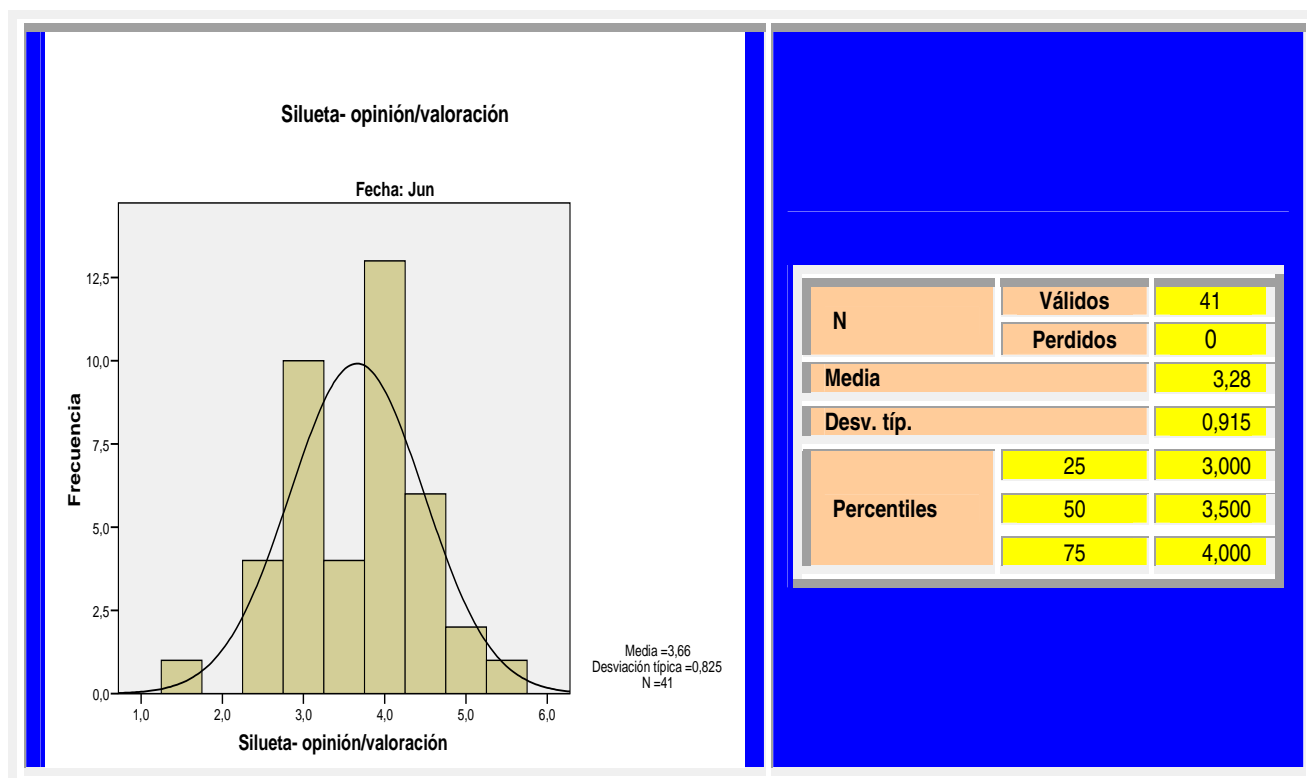 Silueta- opinión/valoración
Fecha: Jun
12,5
10,0
7,5
5,0
2,5
0,0
Frecuencia
1,0 2,0 3,0 4,0 5,0 6,0
Silueta- opinión/valoración
Media =3,66
Desviación típica =0,825
N =41
N Válidos 41
Perdidos 0
Media 3,28
Desv. típ. 0,915
Percentiles 25 3,000
50 3,500
75 4,000